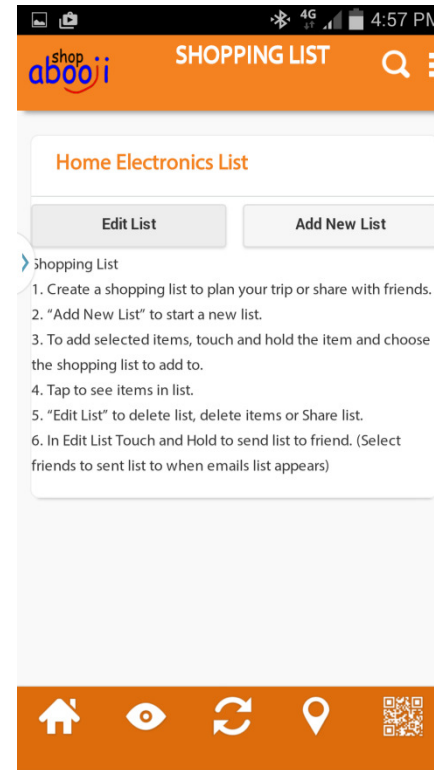 4G 4:57 PM
shop
abooji
SHOPPING LIST
Home Electronics List
Edit List
Add New List
Shopping List
1. Create a shopping list to plan your trip or share with friends.
2. “Add New List” to start a new list.
3. To add selected items, touch and hold the item and choose
the shopping list to add to.
4. Tap to see items in list.
5. “Edit List” to delete list, delete items or Share list.
6. In Edit List Touch and Hold to send list to friend. (Select
friends to sent list to when emails list appears)